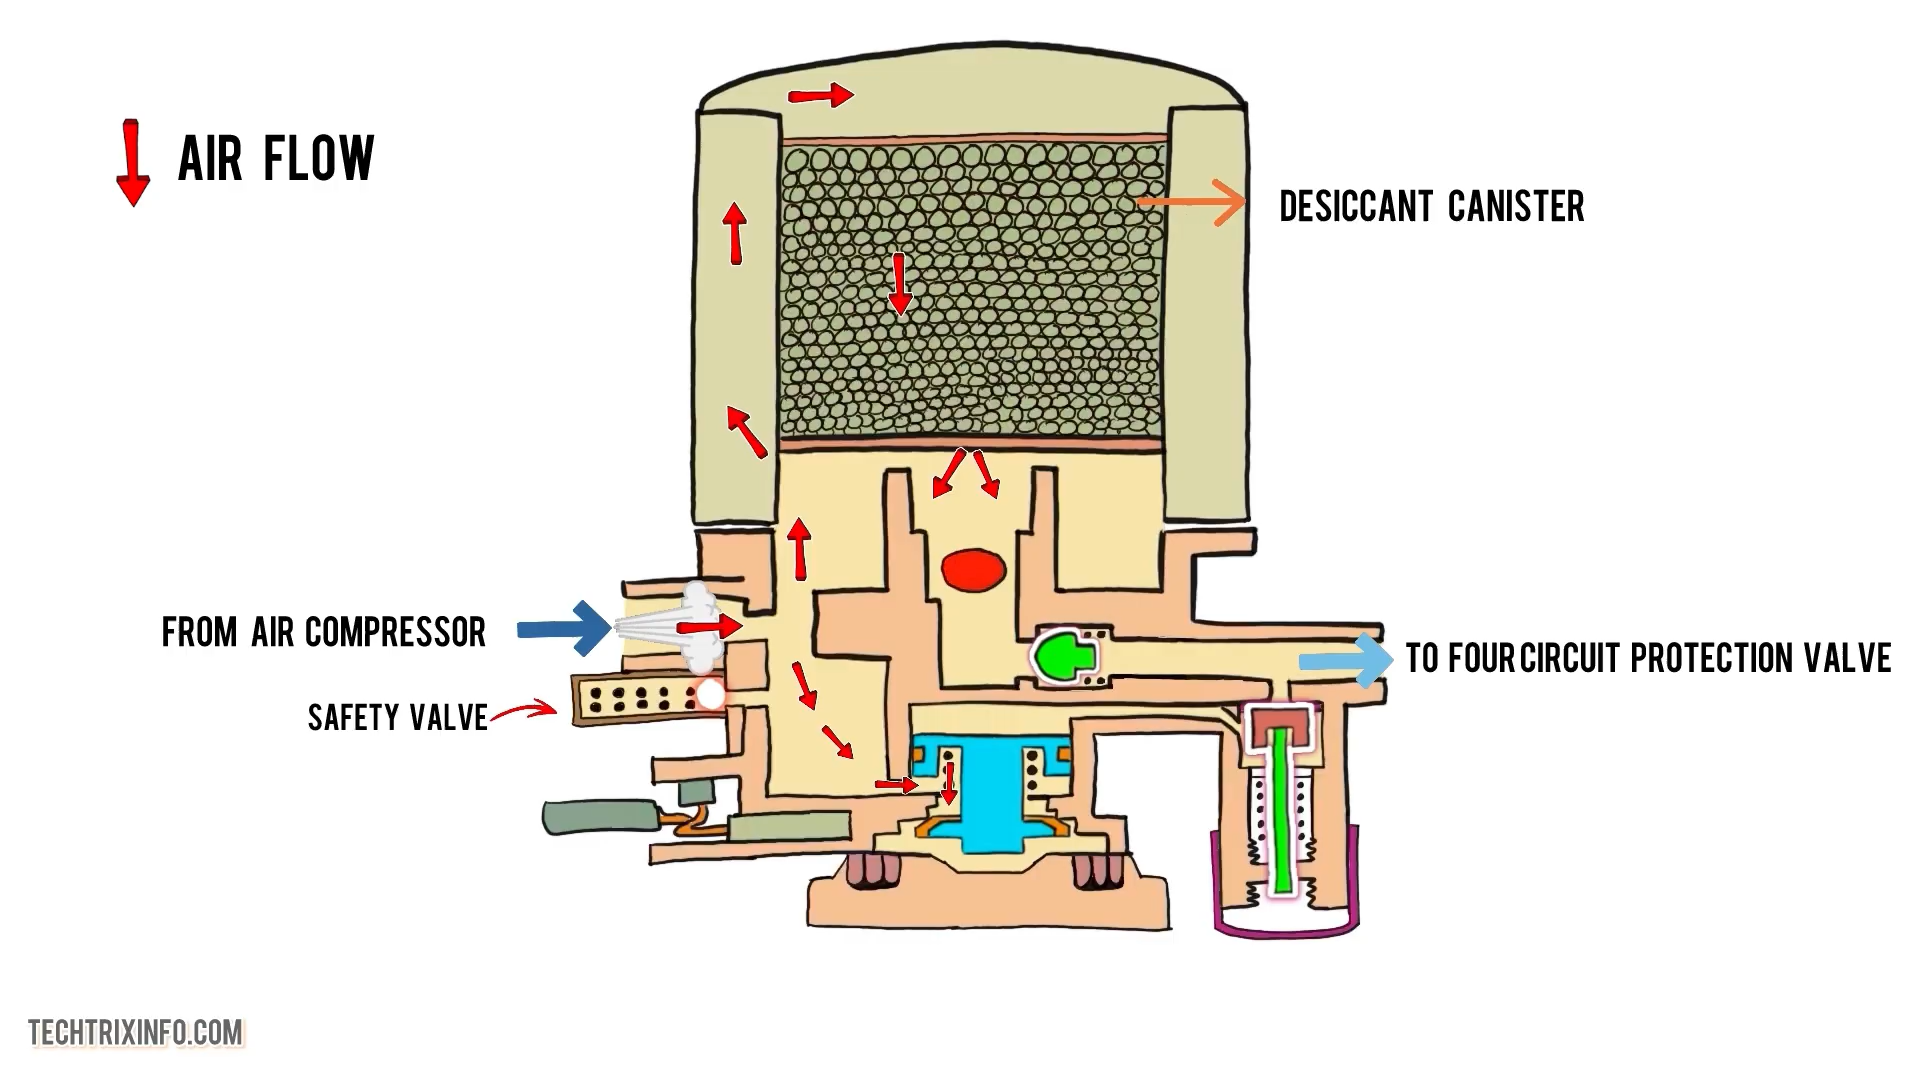 AIR FLOW
DESICCANT CANISTER
FROM AIR COMPRESSOR
TO FOURCIRCUIT PROTECTION VALVE
SAFETY VALVE
TECHTRIXINFO.COM